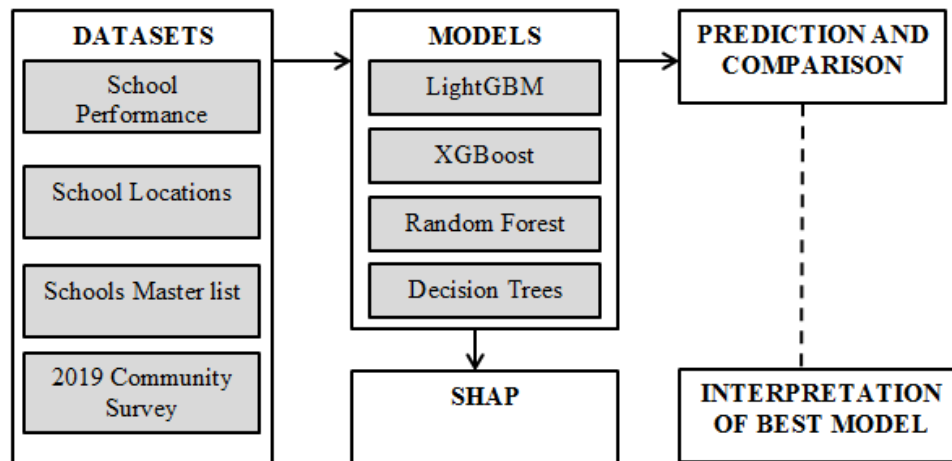 DATASETS
School
Performance
School Locations
Schools Master list
2019 Community
Survey
MODELS
LightGBM
XGBoost
Random Forest
Decision Trees
SHAP
PREDICTION AND
COMPARISON
INTERPRETATION
OF BEST MODEL